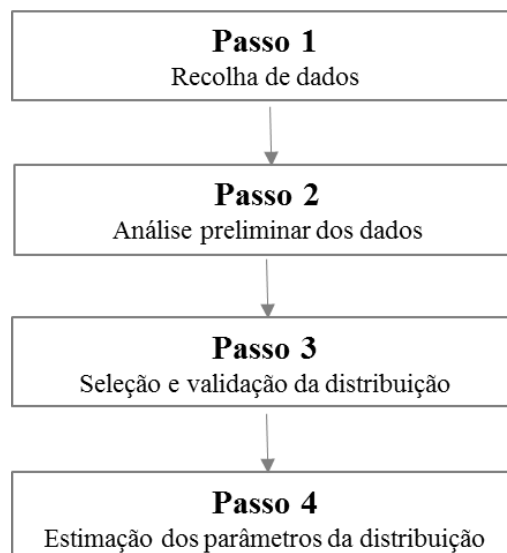 Passo 1
Recolha de dados
Passo 2
Análise preliminar dos dados
Passo 3
Seleção e validação da distribuição
Passo 4
Estimação dos parâmetros da distribuição